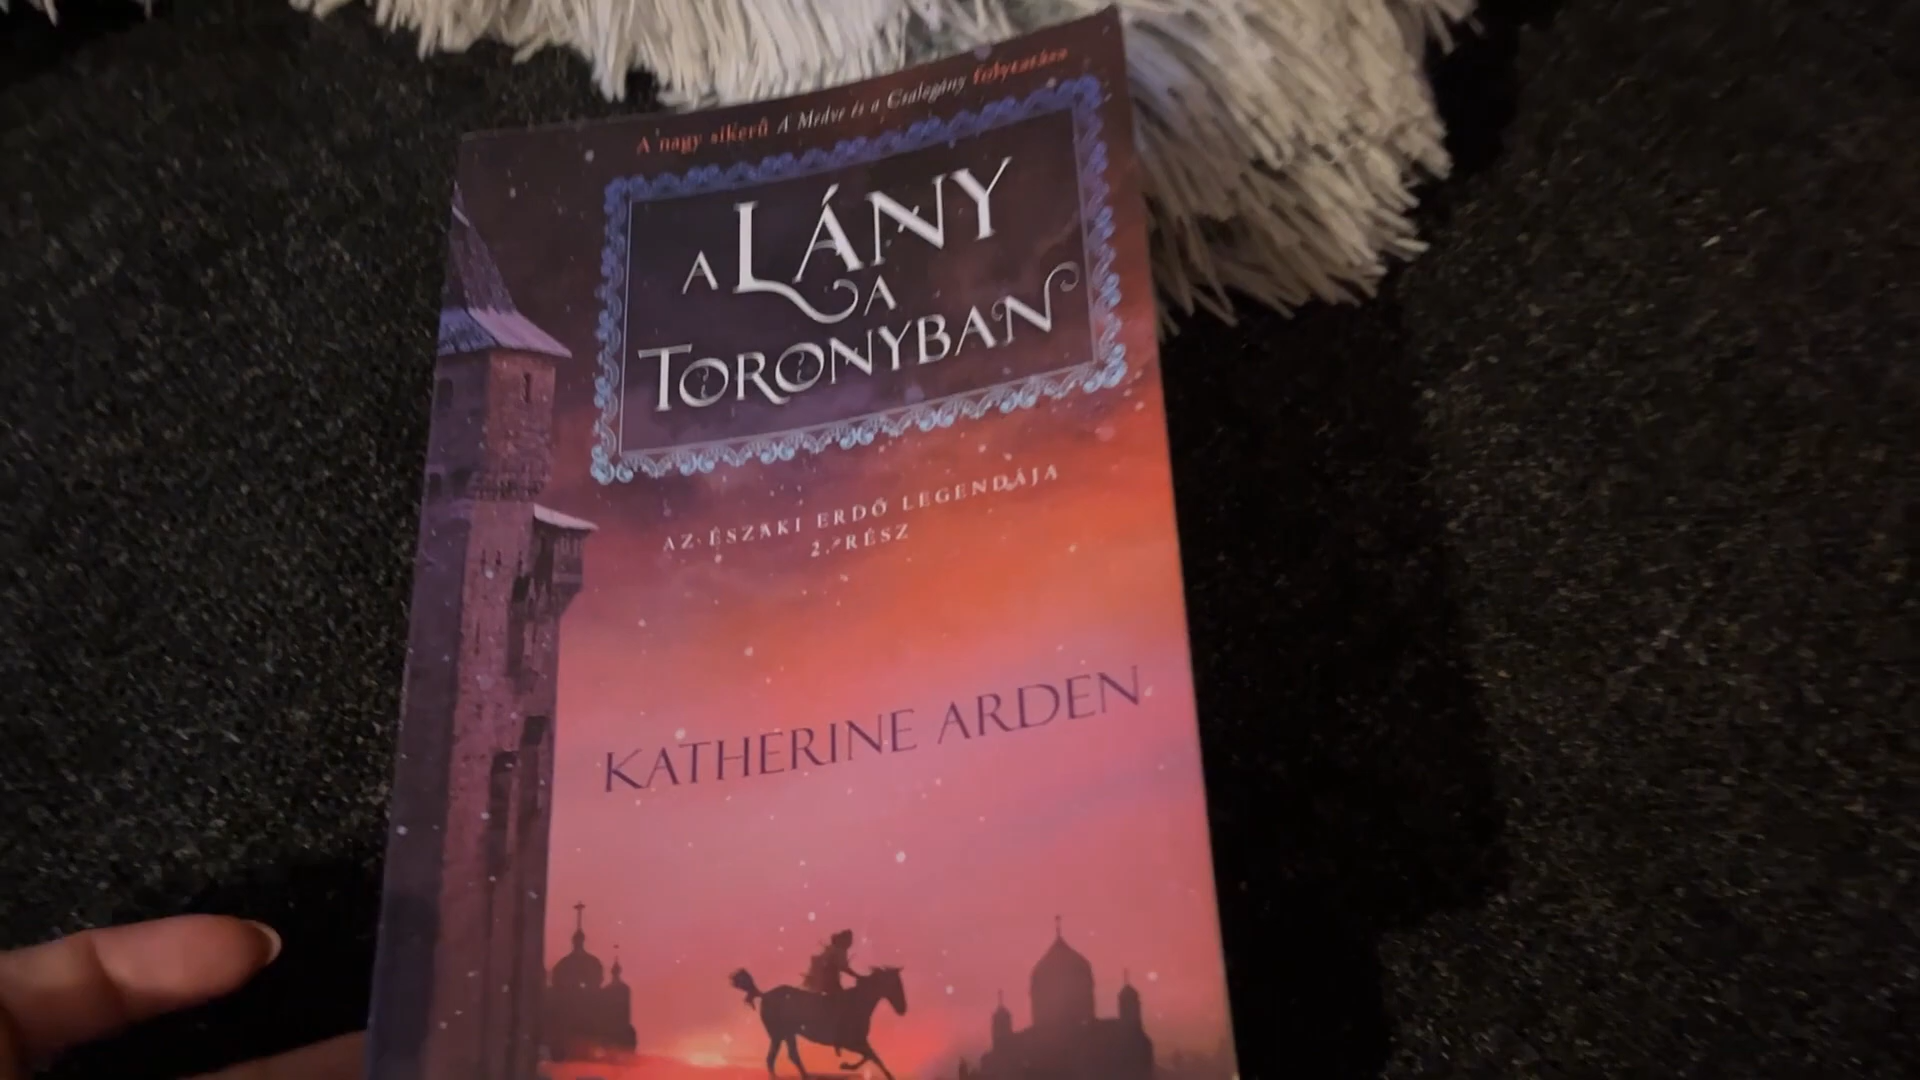 A nagy sikerű A Medve és a Csalogány folytatása
A LÁNY
A
TORONYBAN
AZ ÉSZAKI ERDŐ LEGENDÁJA
2. RÉSZ
KATHERINE ARDEN